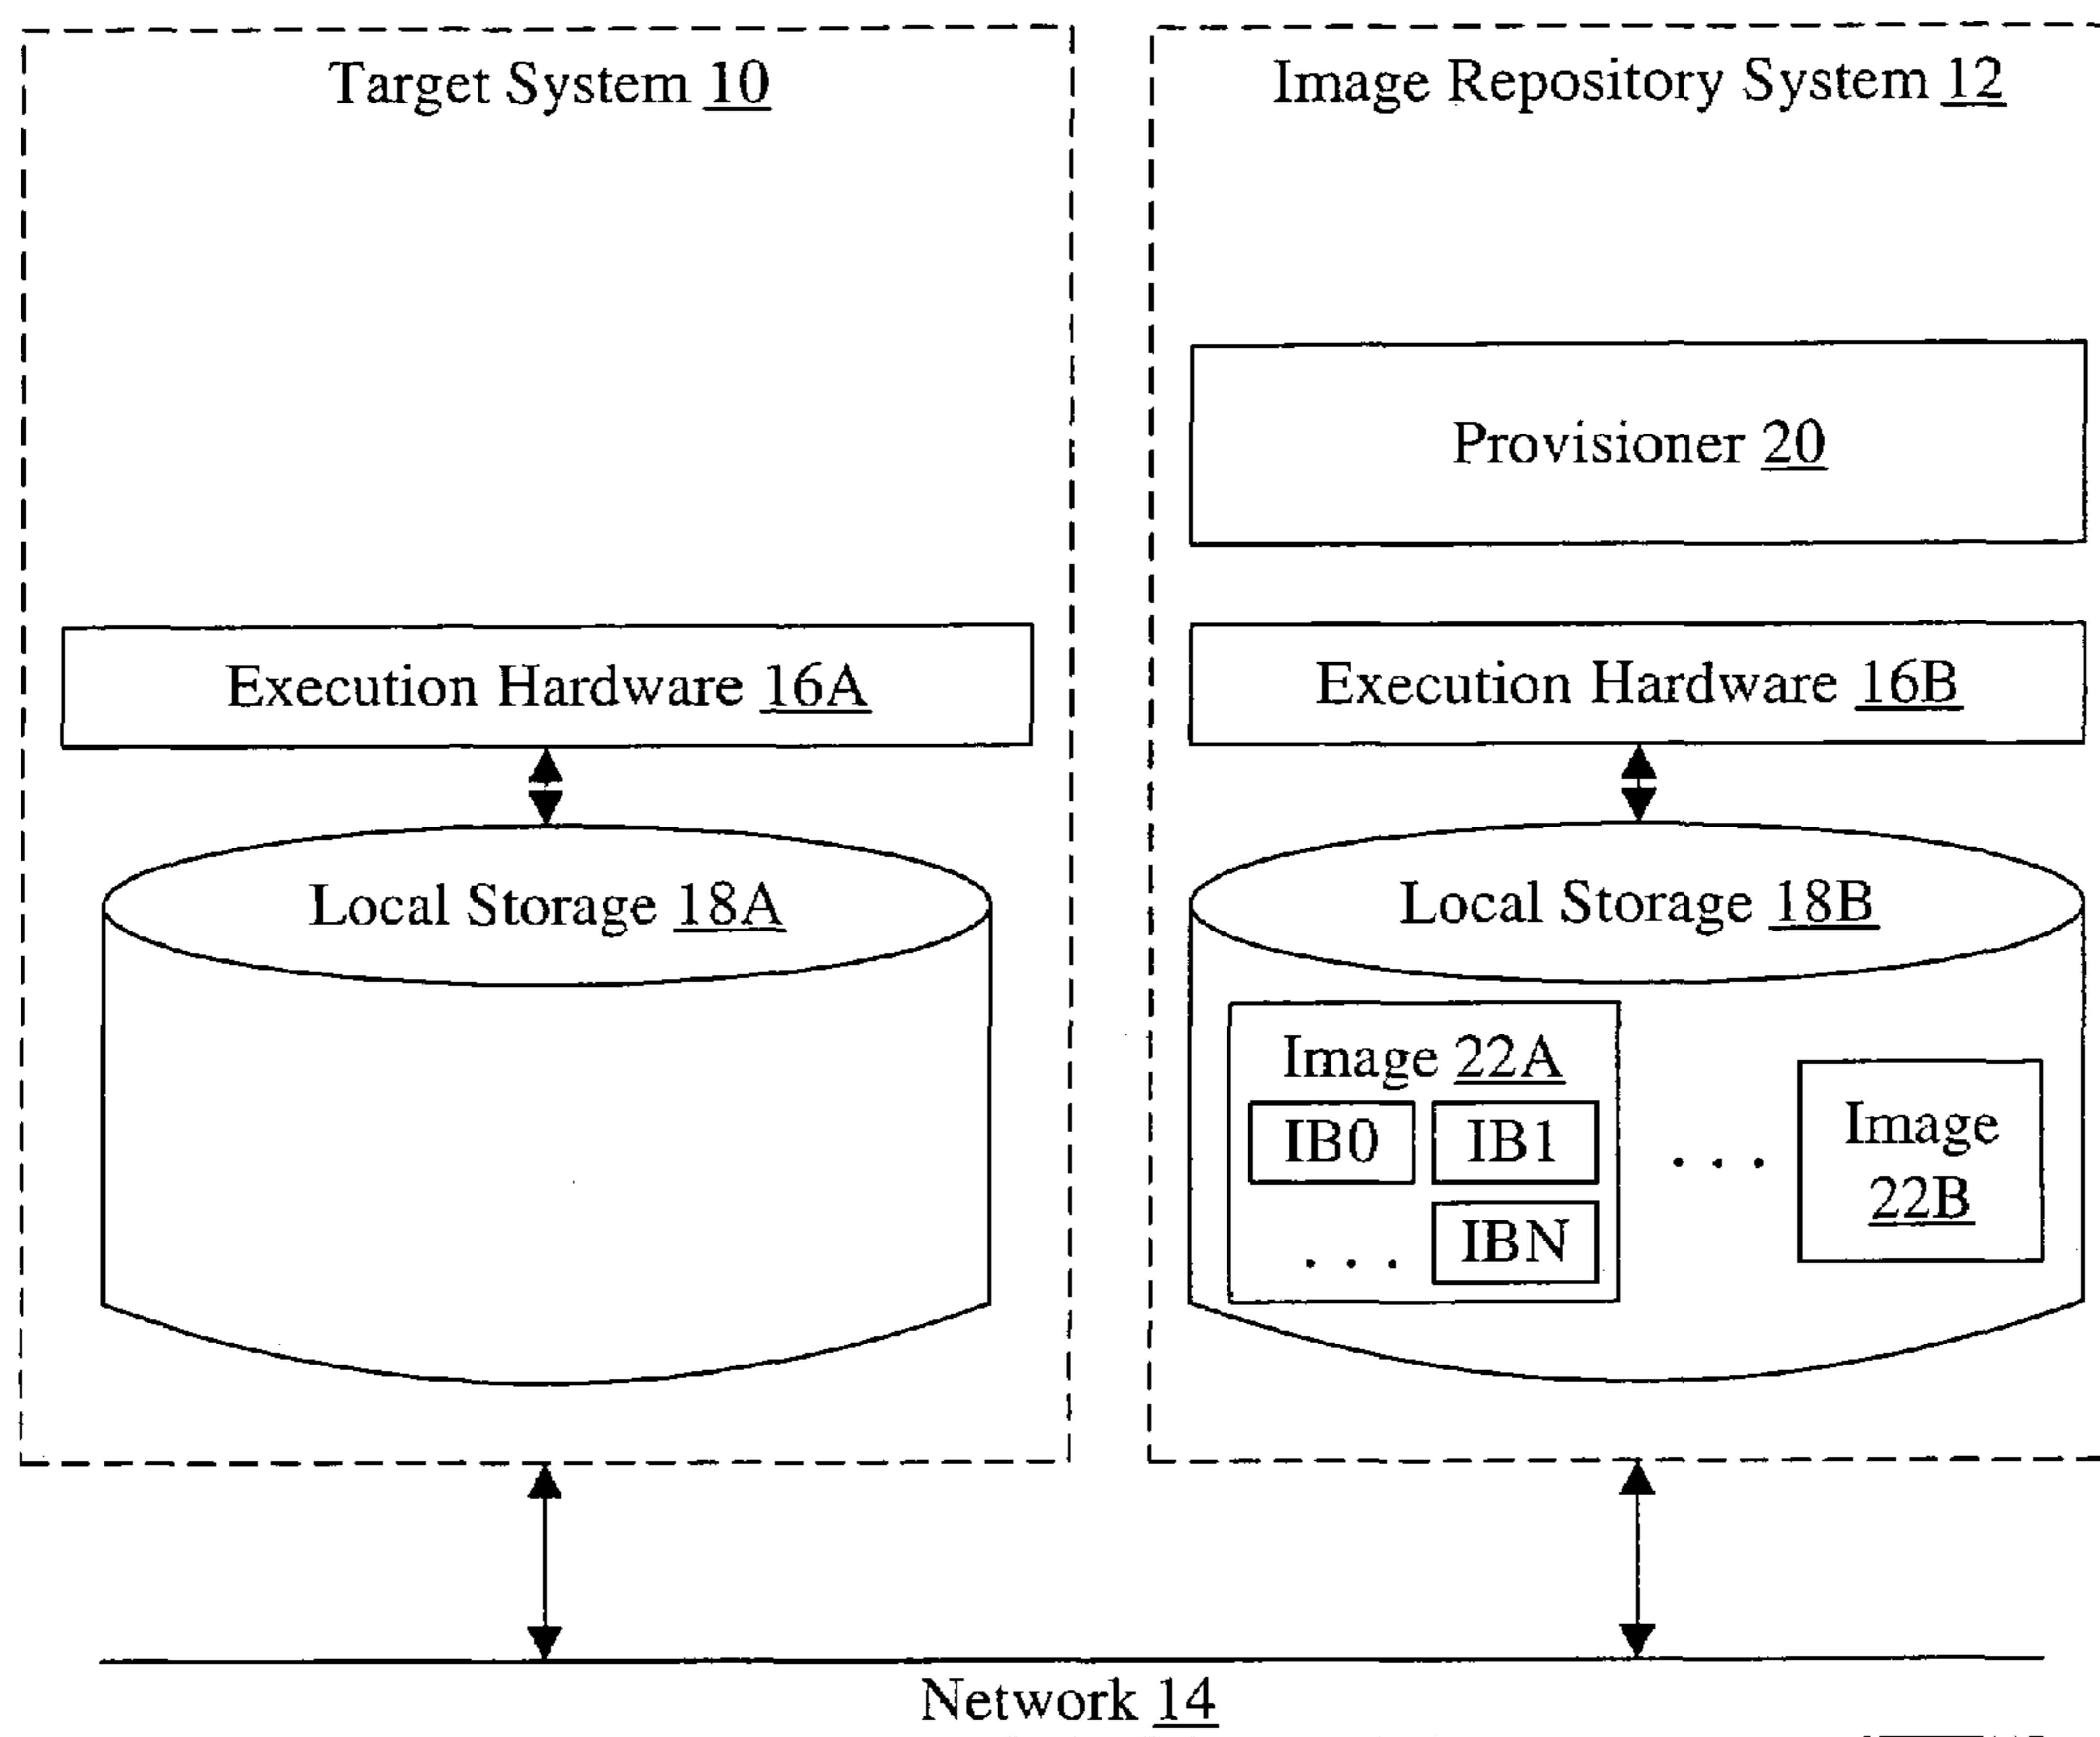 Target System 10
Image Repository System 12
Provisioner 20
Execution Hardware 16A
Execution Hardware 16B
Local Storage 18A
Local Storage 18B
Image 22A
IB0 IB1
. . . IBN
. . .
Image
22B
Network 14